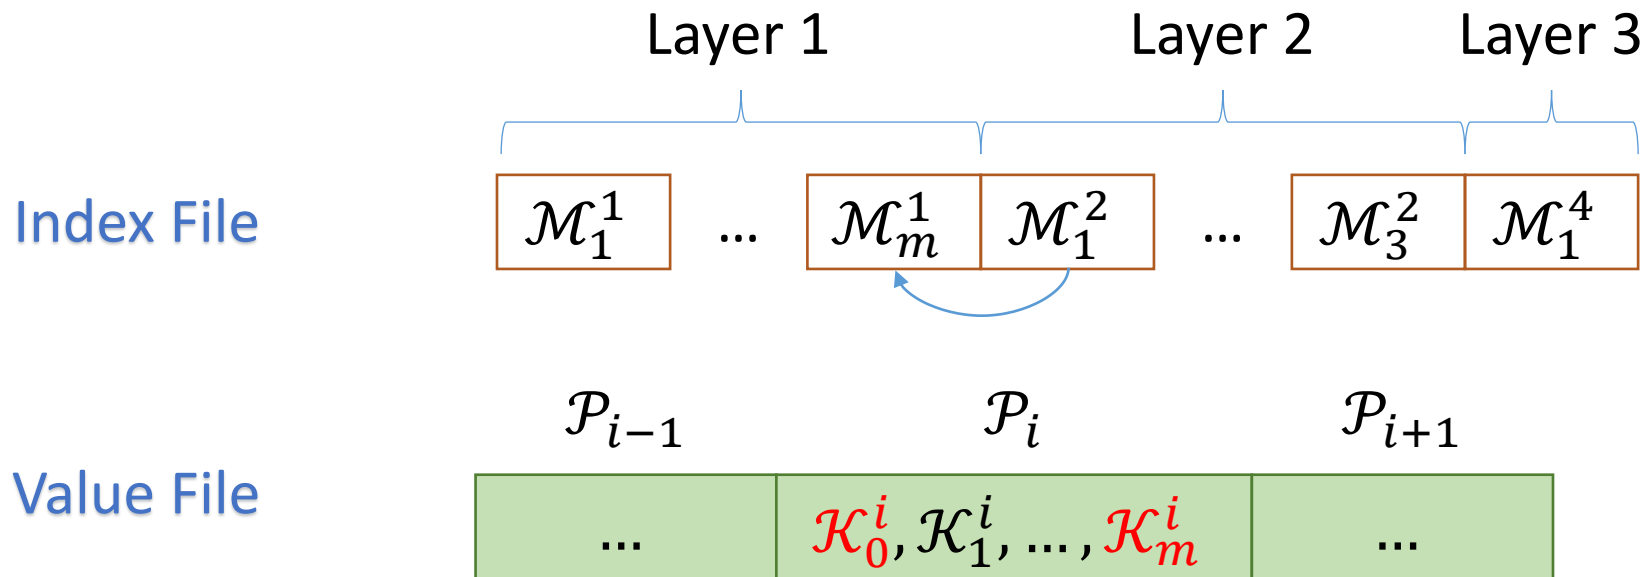 Layer 1 Layer 2 Layer 3
Index File ℳ₁¹ … ℳₘ¹ ℳ₁² … ℳ₃² ℳ₁⁴
𝒫ᵢ₋₁ 𝒫ᵢ 𝒫ᵢ₊₁
Value File … 𝒦₀ⁱ, 𝒦₁ⁱ, … , 𝒦ₘⁱ …